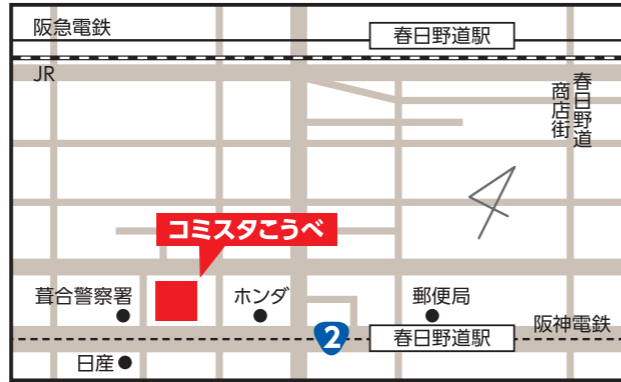 阪急電鉄
春日野道駅
JR
春日野道
商店街
コミスタこうべ
葺合警察署
ホンダ
郵便局
2
春日野道駅
阪神電鉄
日産